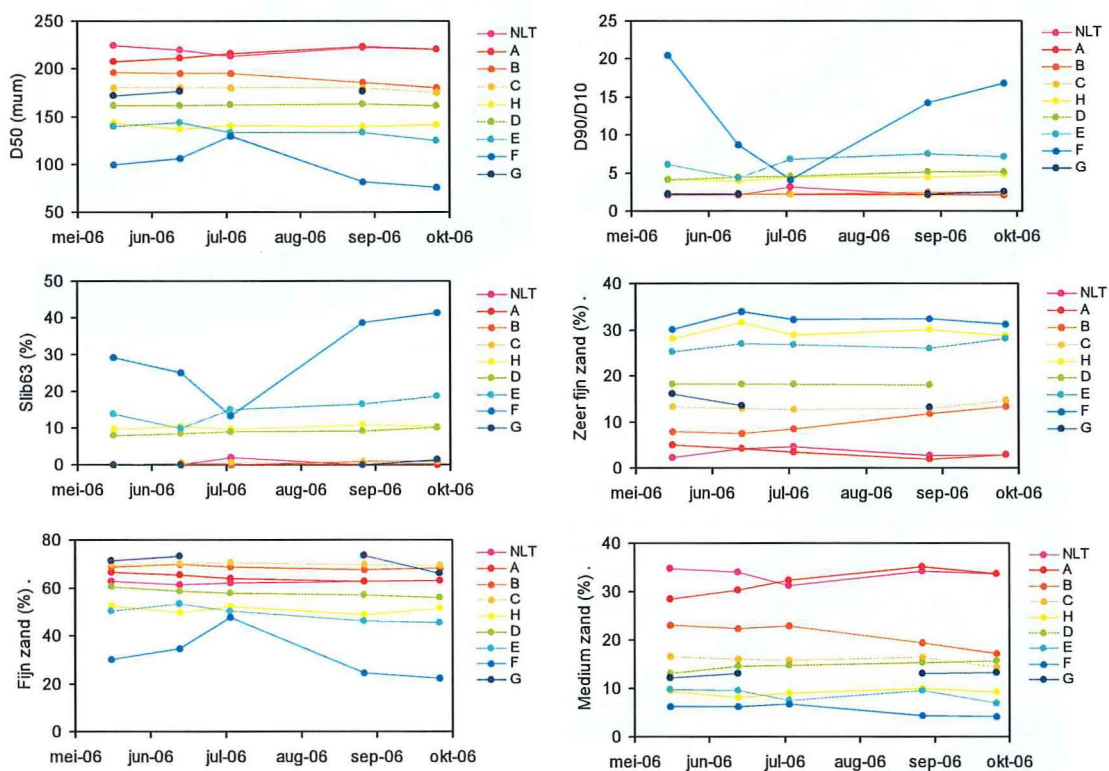 D50 (mum)
250
200
150
100
50
mei-06 jun-06 jul-06 aug-06 sep-06 okt-06
NLT
A
B
C
H
D
E
F
G
D90/D10
25
20
15
10
5
0
mei-06 jun-06 jul-06 aug-06 sep-06 okt-06
NLT
A
B
C
H
D
E
F
G
Slib63 (%)
50
40
30
20
10
0
mei-06 jun-06 jul-06 aug-06 sep-06 okt-06
NLT
A
B
C
H
D
E
F
G
Zeer fijn zand (%) .
40
30
20
10
0
mei-06 jun-06 jul-06 aug-06 sep-06 okt-06
NLT
A
B
C
H
D
E
F
G
Fijn zand (%) .
80
60
40
20
0
mei-06 jun-06 jul-06 aug-06 sep-06 okt-06
NLT
A
B
C
H
D
E
F
G
Medium zand (%) .
40
30
20
10
0
mei-06 jun-06 jul-06 aug-06 sep-06 okt-06
NLT
A
B
C
H
D
E
F
G